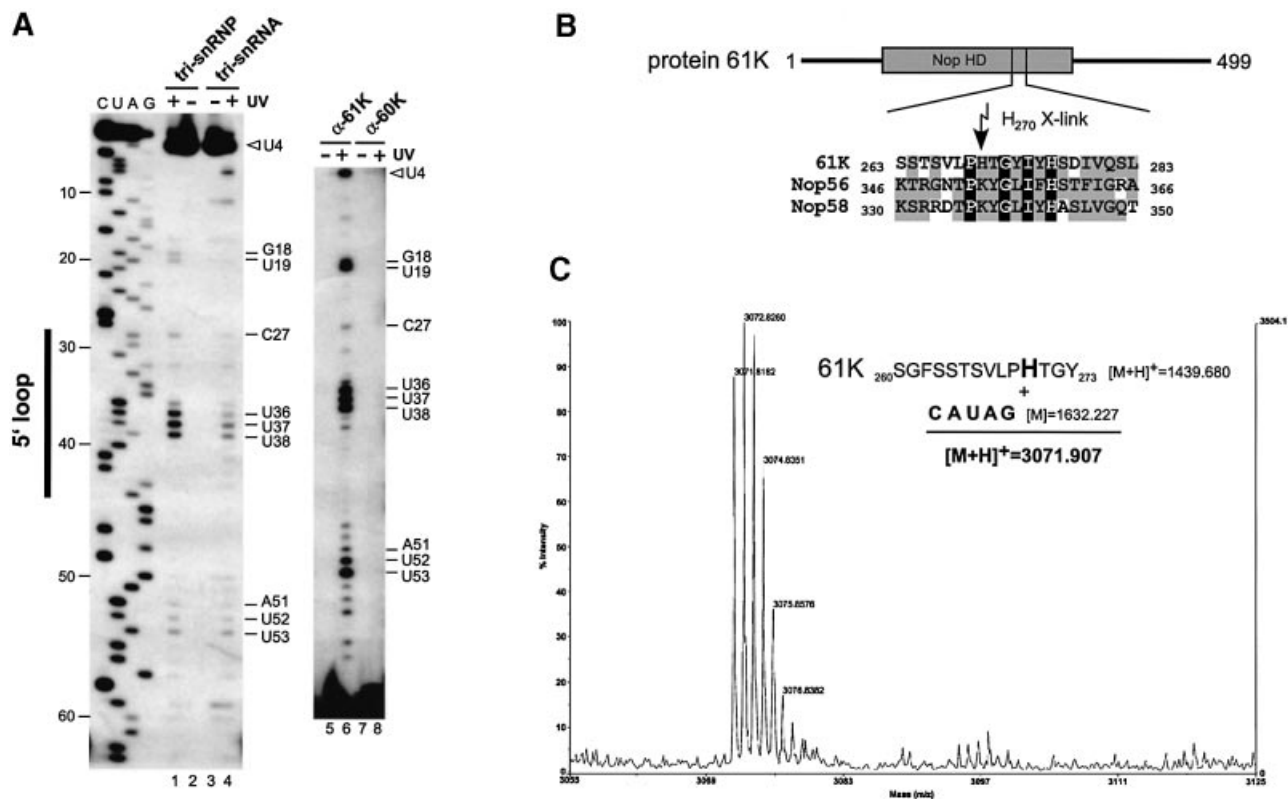 A
tri-snRNP
tri-snRNA
C U A G + − − + UV
U4
10
20
30
40
50
60
5' loop
G18
U19
C27
U36
U37
U38
A51
U52
U53
1 2 3 4
α-61K
α-60K
− + − + UV
U4
G18
U19
C27
U36
U37
U38
A51
U52
U53
5 6 7 8
B
protein 61K 1 Nop HD 499
H270 X-link
61K 263 SSTSVLPHTGYIYHSDIVQSL 283
Nop56 346 KTRGNTPKYGLIFHSTFIGRA 366
Nop58 330 KSRRDTPKYGLIYHASLVGQT 350
C
3504.1
100
90
80
70
60
50
40
30
20
10
0
% Intensity
3072.8260
3071.8182
3074.8351
3075.8576
3076.8382
61K 260SGFSSTSVLPHTGY273 [M+H]+=1439.680
+
CAUAG [M]=1632.227
[M+H]+=3071.907
3055 3069 3083 3097 3111 3125
Mass (m/z)